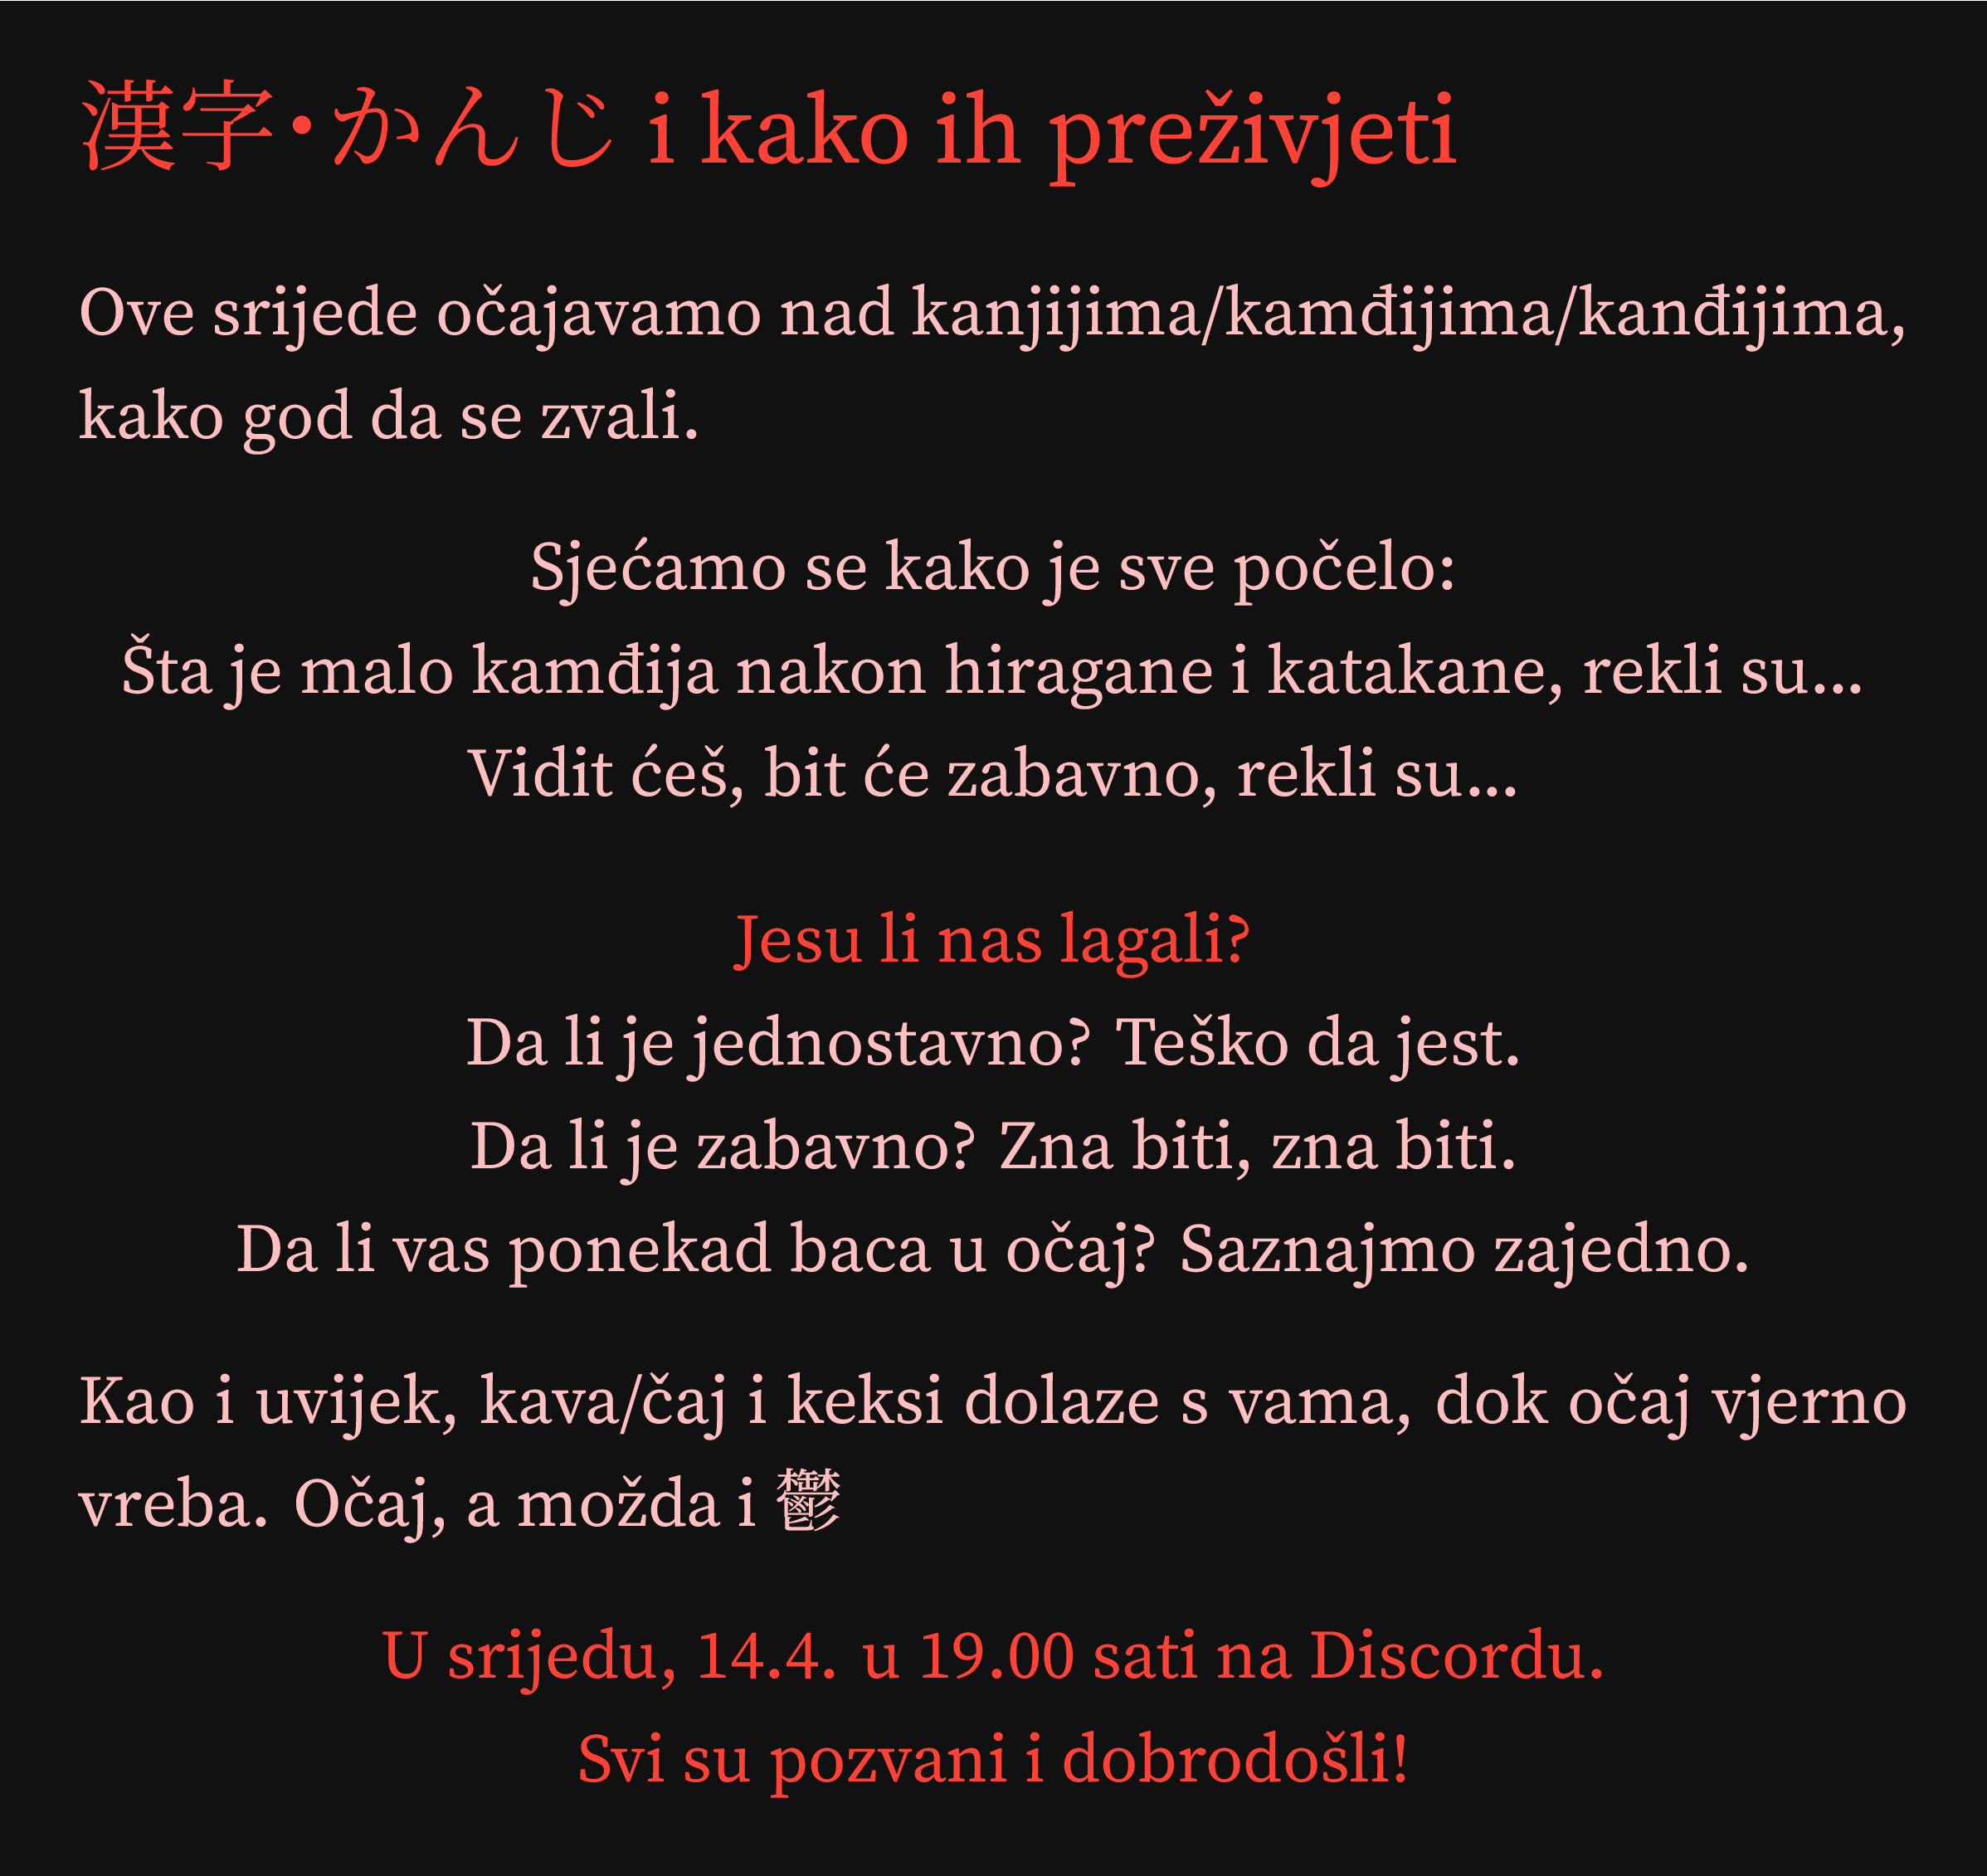 漢字・かんじ i kako ih preživjeti
Ove srijede očajavamo nad kanjijima/kamđijima/kanđijima,
kako god da se zvali.
Sjećamo se kako je sve počelo:
Šta je malo kamđija nakon hiragane i katakane, rekli su...
Vidit ćeš, bit će zabavno, rekli su...
Jesu li nas lagali?
Da li je jednostavno? Teško da jest.
Da li je zabavno? Zna biti, zna biti.
Da li vas ponekad baca u očaj? Saznajmo zajedno.
Kao i uvijek, kava/čaj i keksi dolaze s vama, dok očaj vjerno
vreba. Očaj, a možda i 鬱
U srijedu, 14.4. u 19.00 sati na Discordu.
Svi su pozvani i dobrodošli!